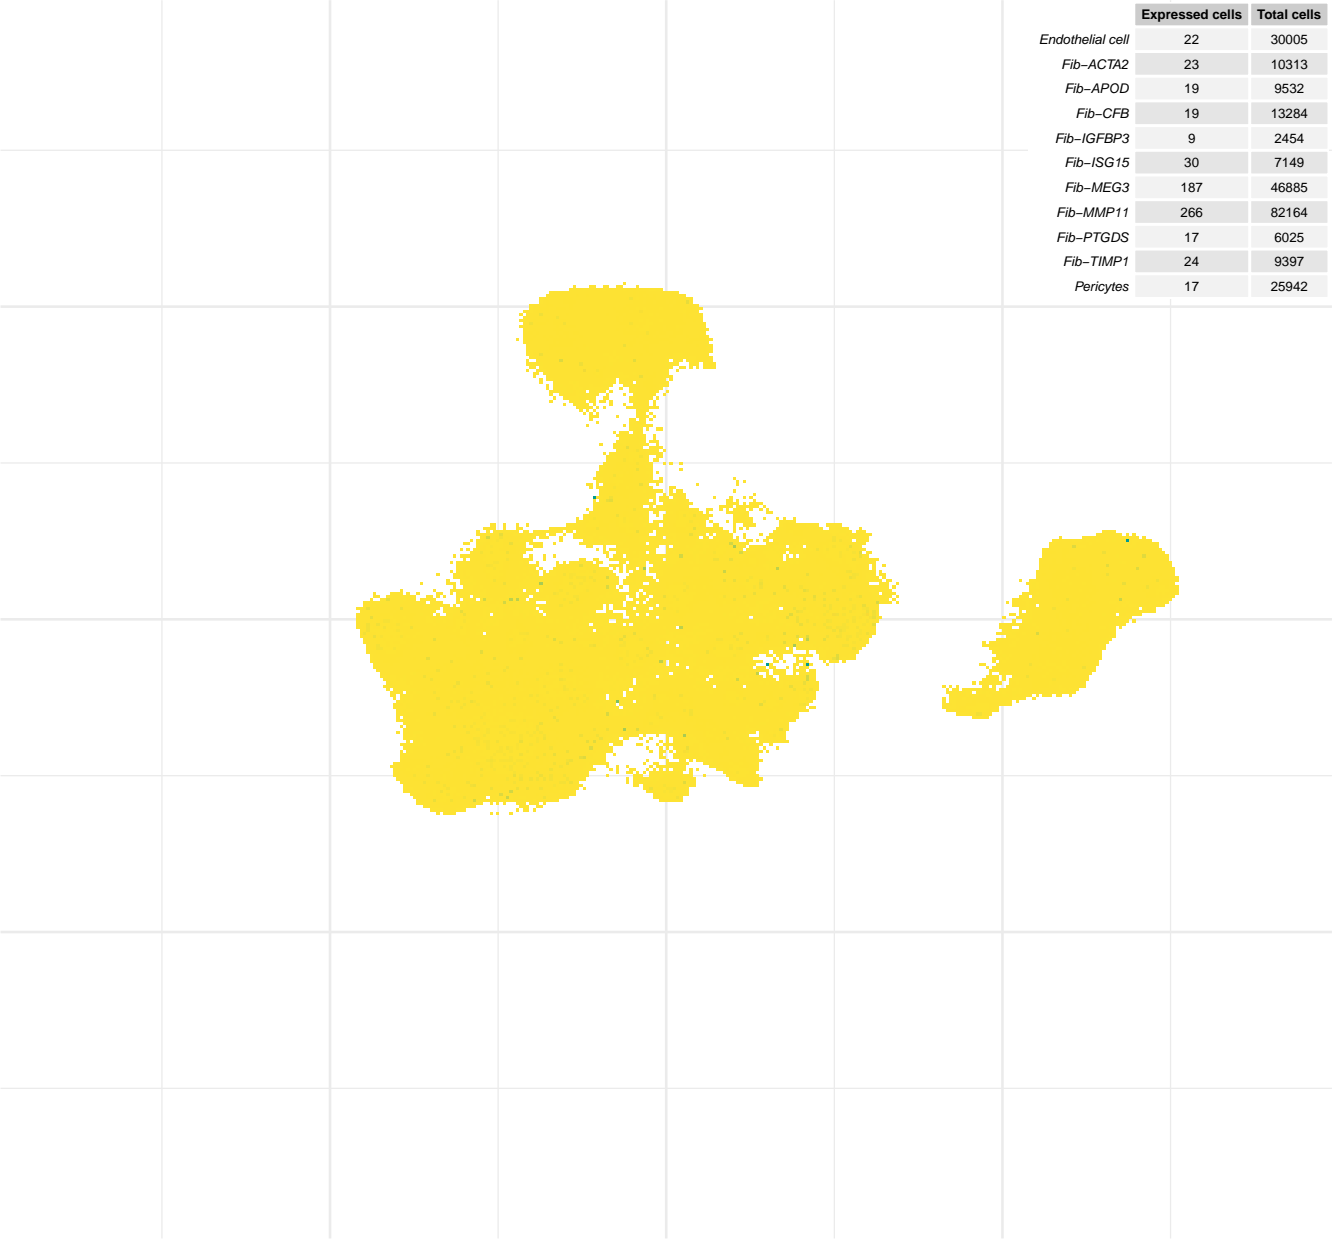 Expressed cells Total cells
Endothelial cell 22 30005
Fib−ACTA2 23 10313
Fib−APOD 19 9532
Fib−CFB 19 13284
Fib−IGFBP3 9 2454
Fib−ISG15 30 7149
Fib−MEG3 187 46885
Fib−MMP11 266 82164
Fib−PTGDS 17 6025
Fib−TIMP1 24 9397
Pericytes 17 25942